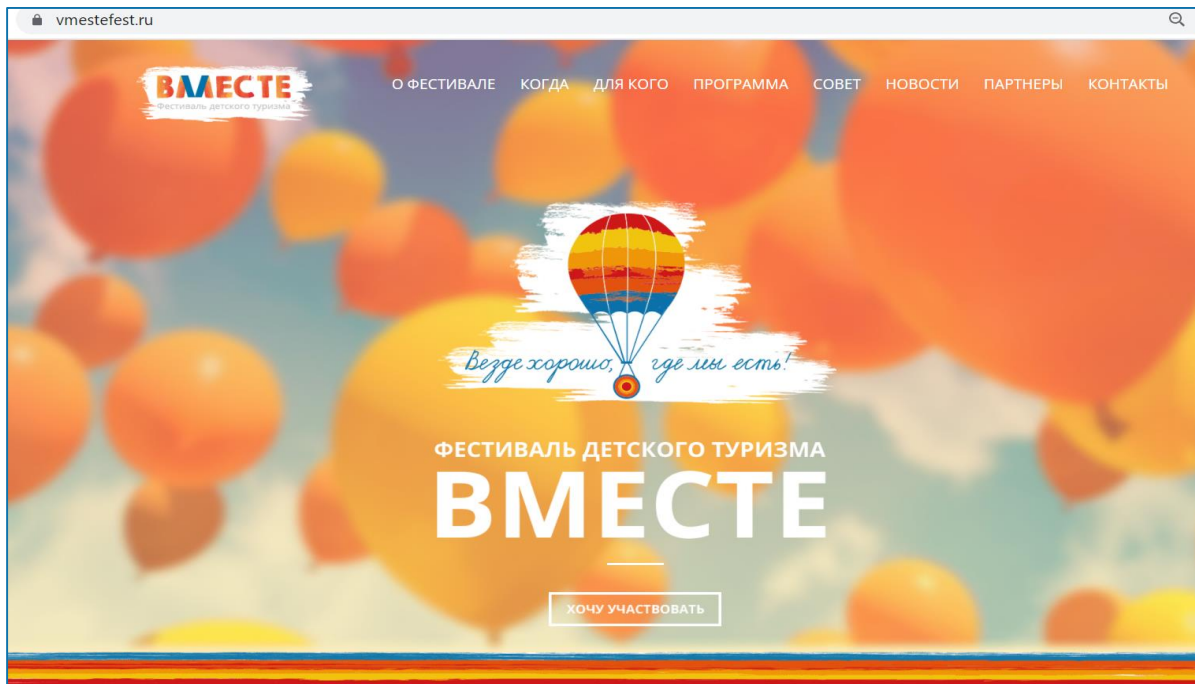 vmestefest.ru
ВМЕСТЕ
Фестиваль детского туризма
О ФЕСТИВАЛЕ КОГДА ДЛЯ КОГО ПРОГРАММА СОВЕТ НОВОСТИ ПАРТНЕРЫ КОНТАКТЫ
Везде хорошо, где мы есть!
ФЕСТИВАЛЬ ДЕТСКОГО ТУРИЗМА
ВМЕСТЕ
ХОЧУ УЧАСТВОВАТЬ